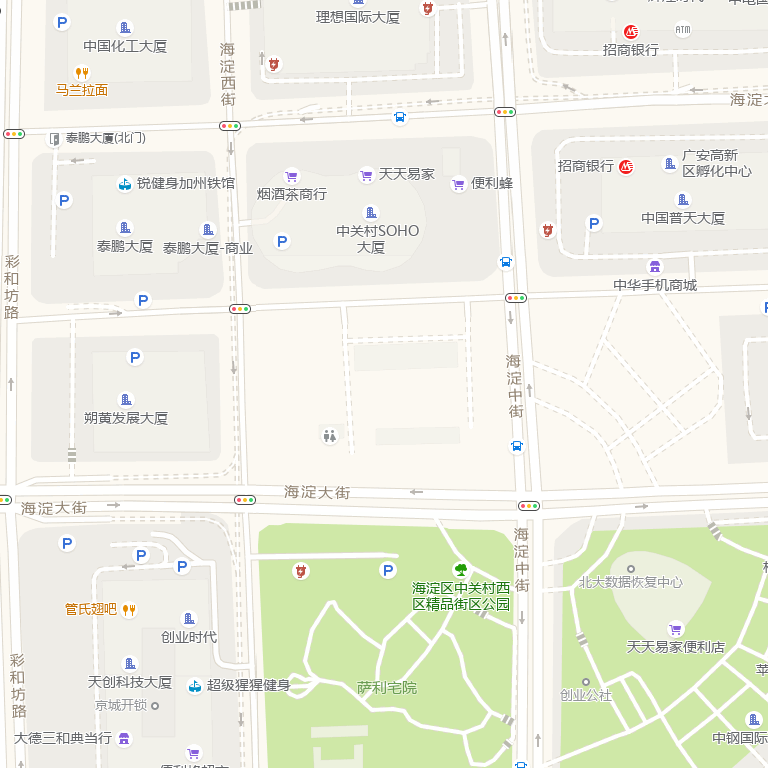 理想国际大厦
中国化工大厦
招商银行
ATM
海淀西街
马兰拉面
泰鹏大厦(北门)
锐健身加州铁馆
烟酒茶商行
天天易家
便利蜂
招商银行
广安高新
区孵化中心
中国普天大厦
泰鹏大厦
泰鹏大厦-商业
中关村SOHO
大厦
彩和坊路
中华手机商城
海淀中街
朔黄发展大厦
海淀大街
海淀大街
海淀中街
海淀区中关村西
区精品街区公园
北大数据恢复中心
管氏翅吧
创业时代
天天易家便利店
天创科技大厦
超级猩猩健身
萨利宅院
创业公社
京城开锁
彩和坊路
大德三和典当行
中钢国际